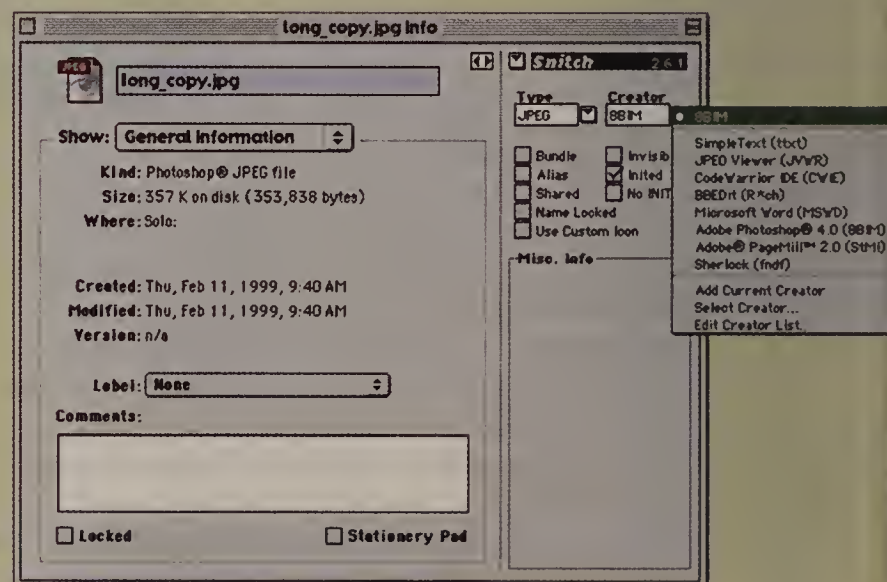 long_copy.jpg Info
JPEG
long_copy.jpg
Show: General Information
Kind: Photoshop® JPEG file
Size: 357 K on disk (353,838 bytes)
Where: Solo:
Created: Thu, Feb 11, 1999, 9:40 AM
Modified: Thu, Feb 11, 1999, 9:40 AM
Version: n/a
Label: None
Comments:
Locked
Stationery Pad
Snitch 2.6.1
Type
Creator
JPEG
8BIM
Bundle
Invisib
Alias
Inited
Shared
No INIT
Name Locked
Use Custom Icon
Misc. Info
8BIM
SimpleText (ttxt)
JPEG Viewer (JVWR)
CodeWarrior IDE (CWIE)
BBEdit (R*ch)
Microsoft Word (MSWD)
Adobe Photoshop® 4.0 (8BIM)
Adobe® PageMill™ 2.0 (StMl)
Sherlock (fndf)
Add Current Creator
Select Creator...
Edit Creator List...